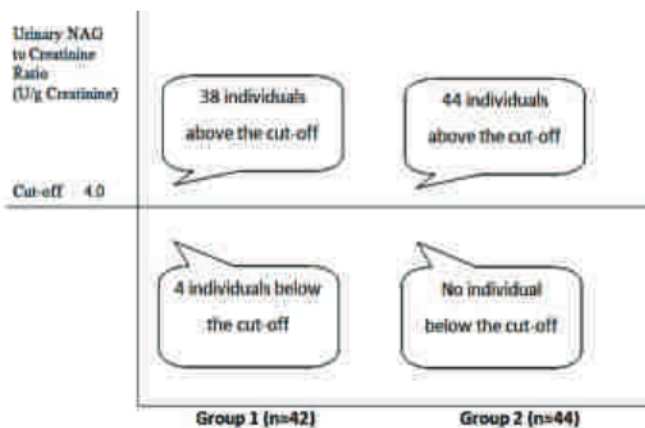 Urinary NAG
to Creatinine
Ratio
(U/g Creatinine)
38 individuals
above the cut-off
44 individuals
above the cut-off
Cut-off 4.0
4 individuals below
the cut-off
No individual
below the cut-off
Group 1 (n=42)
Group 2 (n=44)